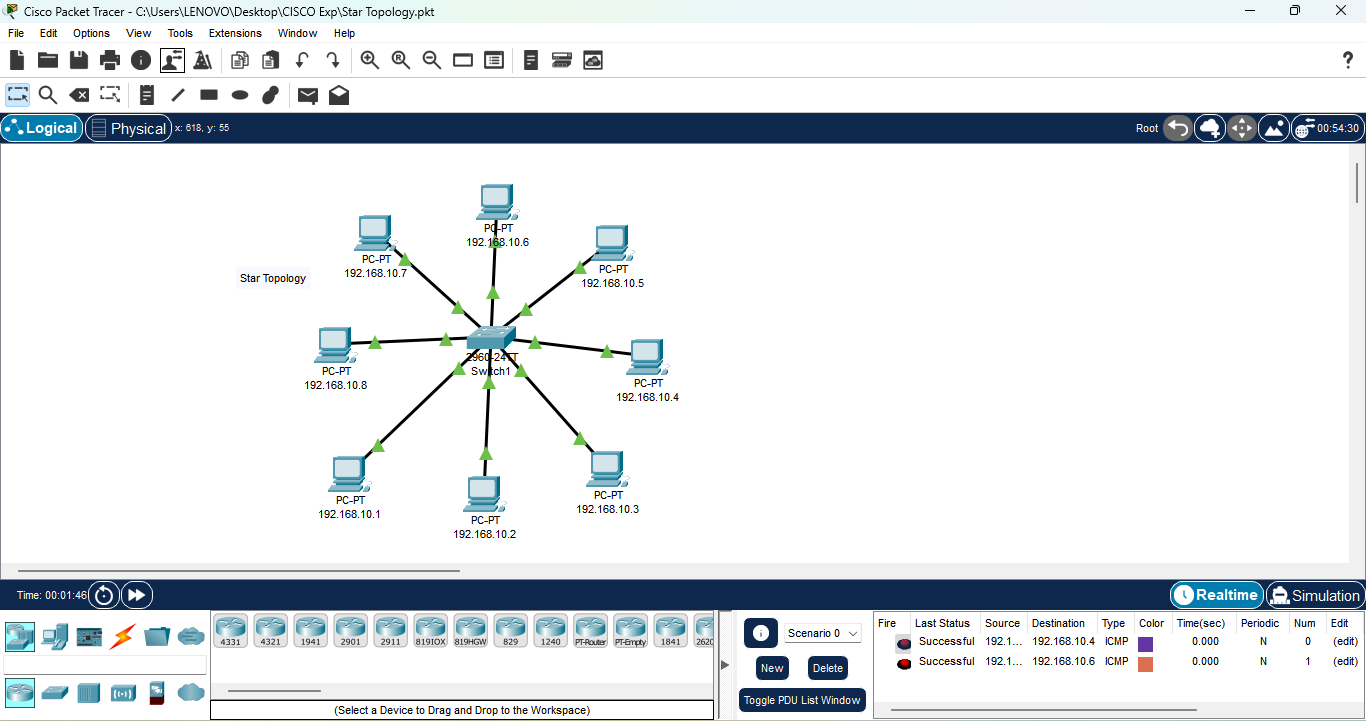 Cisco Packet Tracer - C:\Users\LENOVO\Desktop\CISCO Exp\Star Topology.pkt
File Edit Options View Tools Extensions Window Help
Logical Physical x: 618, y: 55 Root 00:54:30
PC-PT
192.168.10.6
PC-PT
192.168.10.7
PC-PT
192.168.10.5
Star Topology
2960-24TT
Switch1
PC-PT
192.168.10.8
PC-PT
192.168.10.4
PC-PT
192.168.10.1
PC-PT
192.168.10.3
PC-PT
192.168.10.2
Time: 00:01:46 Realtime Simulation
4331 4321 1941 2901 2911 819IOX 819HGW 829 1240 PT-Router PT-Empty 1841 2620
(Select a Device to Drag and Drop to the Workspace)
Scenario 0
New Delete
Toggle PDU List Window
Fire Last Status Source Destination Type Color Time(sec) Periodic Num Edit
Successful 192.1... 192.168.10.4 ICMP 0.000 N 0 (edit)
Successful 192.1... 192.168.10.6 ICMP 0.000 N 1 (edit)